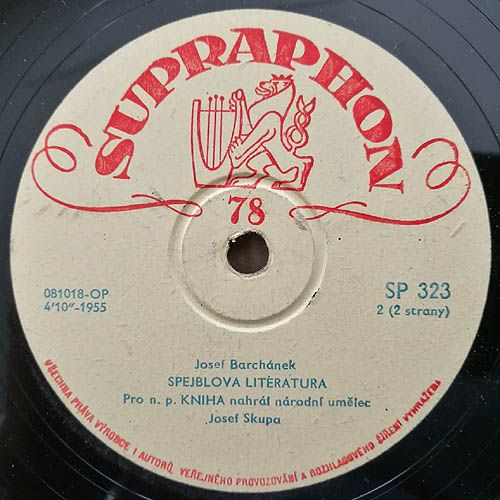 SUPRAPHON
78
081018-OP
4'10"-1955
SP 323
2 (2 strany)
Josef Barchánek
SPEJBLOVA LITERATURA
Pro n. p. KNIHA nahrál národní umělec
Josef Skupa
VŠECHNA PRÁVA VÝROBCE I AUTORŮ. VEŘEJNÉHO PROVOZOVÁNÍ A ROZHLASOVÉHO ŠÍŘENÍ VYHRAŽENA